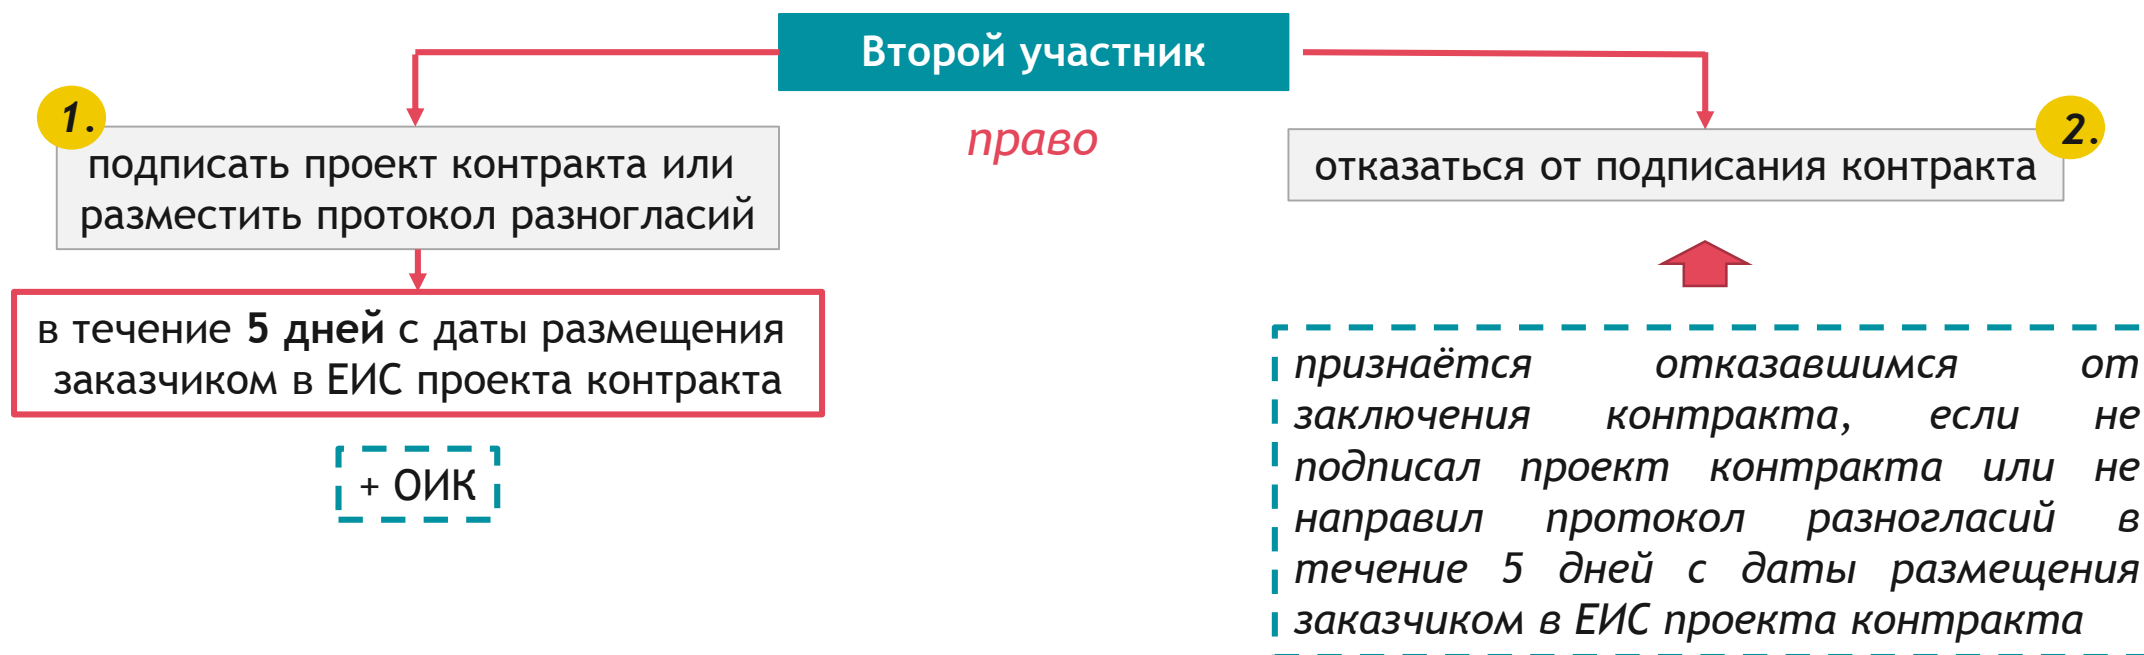 Второй участник
право
1.
подписать проект контракта или
разместить протокол разногласий
в течение 5 дней с даты размещения
заказчиком в ЕИС проекта контракта
+ ОИК
2.
отказаться от подписания контракта
признаётся отказавшимся от
заключения контракта, если не
подписал проект контракта или не
направил протокол разногласий в
течение 5 дней с даты размещения
заказчиком в ЕИС проекта контракта